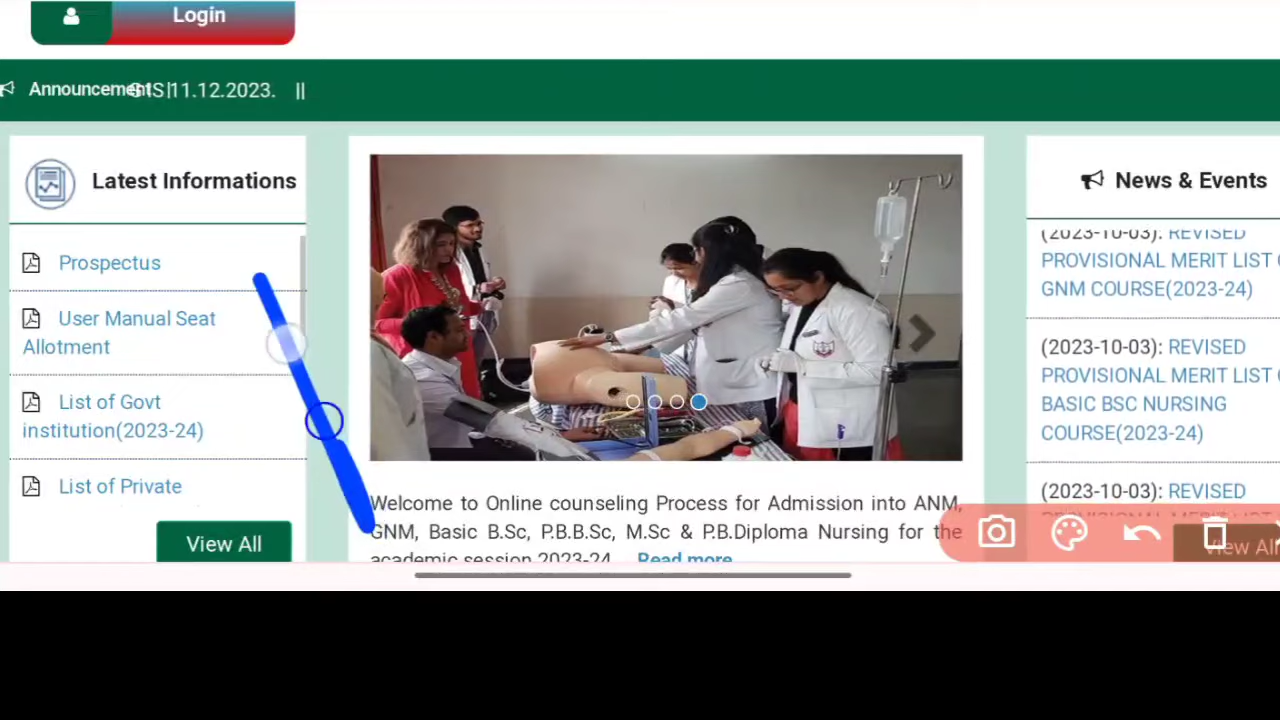 Login
Announcement
11.12.2023. ||
Latest Informations
Prospectus
User Manual Seat
Allotment
List of Govt
institution(2023-24)
List of Private
View All
Welcome to Online counseling Process for Admission into ANM,
GNM, Basic B.Sc, P.B.B.Sc, M.Sc & P.B.Diploma Nursing for the
academic session 2023-24 Read more
News & Events
(2023-10-03): REVISED
PROVISIONAL MERIT LIST
GNM COURSE(2023-24)
(2023-10-03): REVISED
PROVISIONAL MERIT LIST
BASIC BSC NURSING
COURSE(2023-24)
(2023-10-03): REVISED
View All